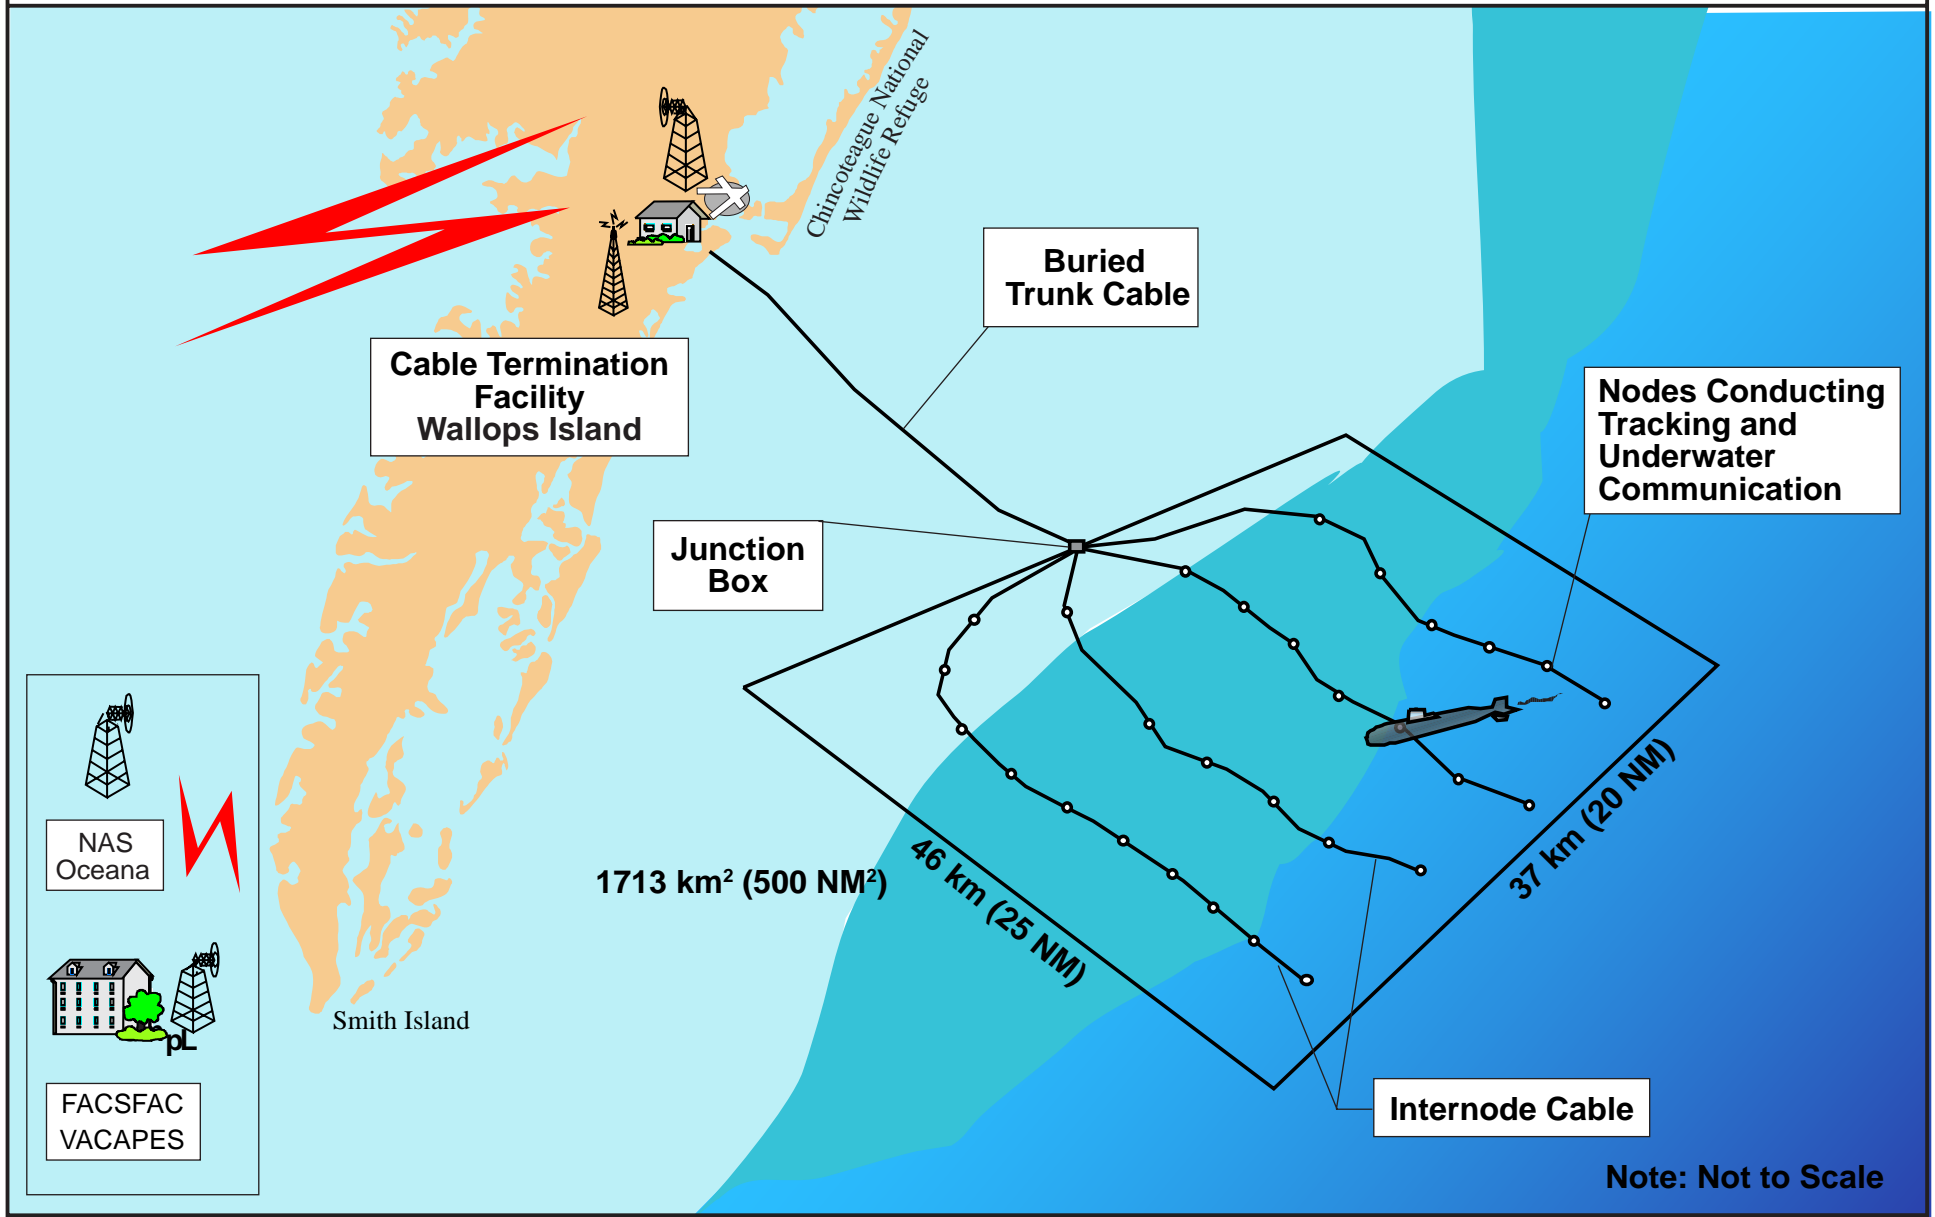 Chincoteague National
Wildlife Refuge
Buried
Trunk Cable
Cable Termination
Facility
Wallops Island
Nodes Conducting
Tracking and
Underwater
Communication
Junction
Box
NAS
Oceana
1713 km² (500 NM²)
46 km (25 NM)
37 km (20 NM)
Smith Island
pL
FACSFAC
VACAPES
Internode Cable
Note: Not to Scale